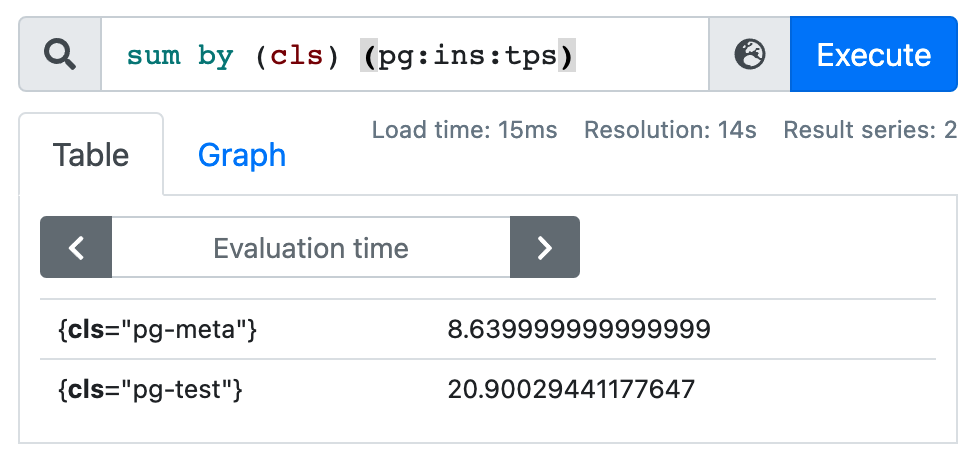 sum by (cls) (pg:ins:tps)
Execute
Load time: 15ms Resolution: 14s Result series: 2
Table Graph
Evaluation time
{cls="pg-meta"} 8.639999999999999
{cls="pg-test"} 20.90029441177647